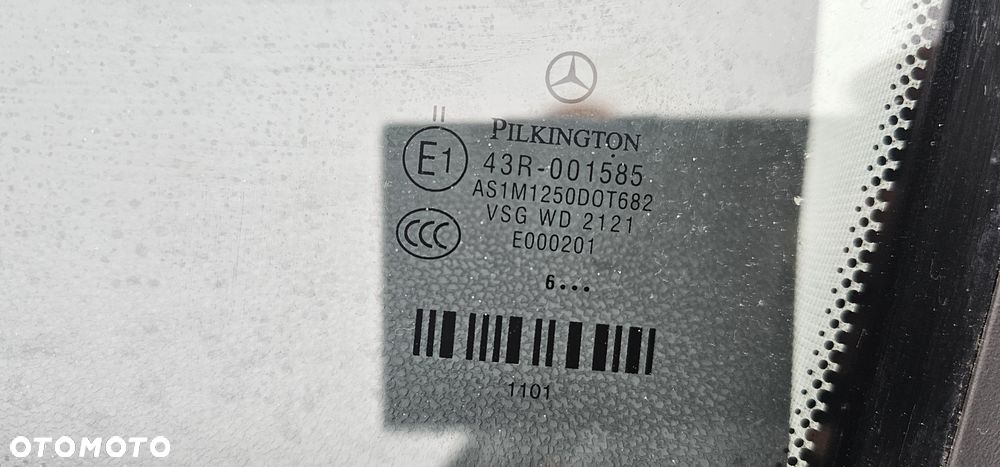 II
PILKINGTON
E1
43R-001585
AS1M1250DOT682
VSG WD 2121
CCC
E000201
6...
1101
OTOMOTO